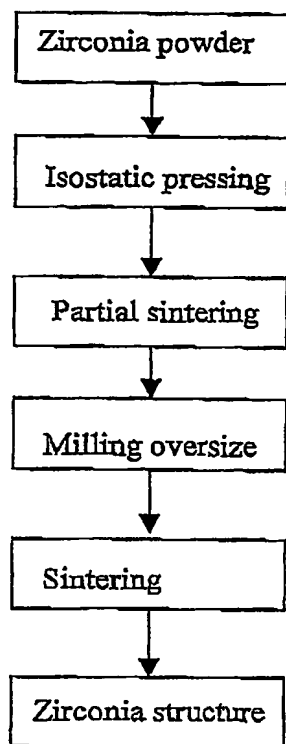 Zirconia powder
Isostatic pressing
Partial sintering
Milling oversize
Sintering
Zirconia structure